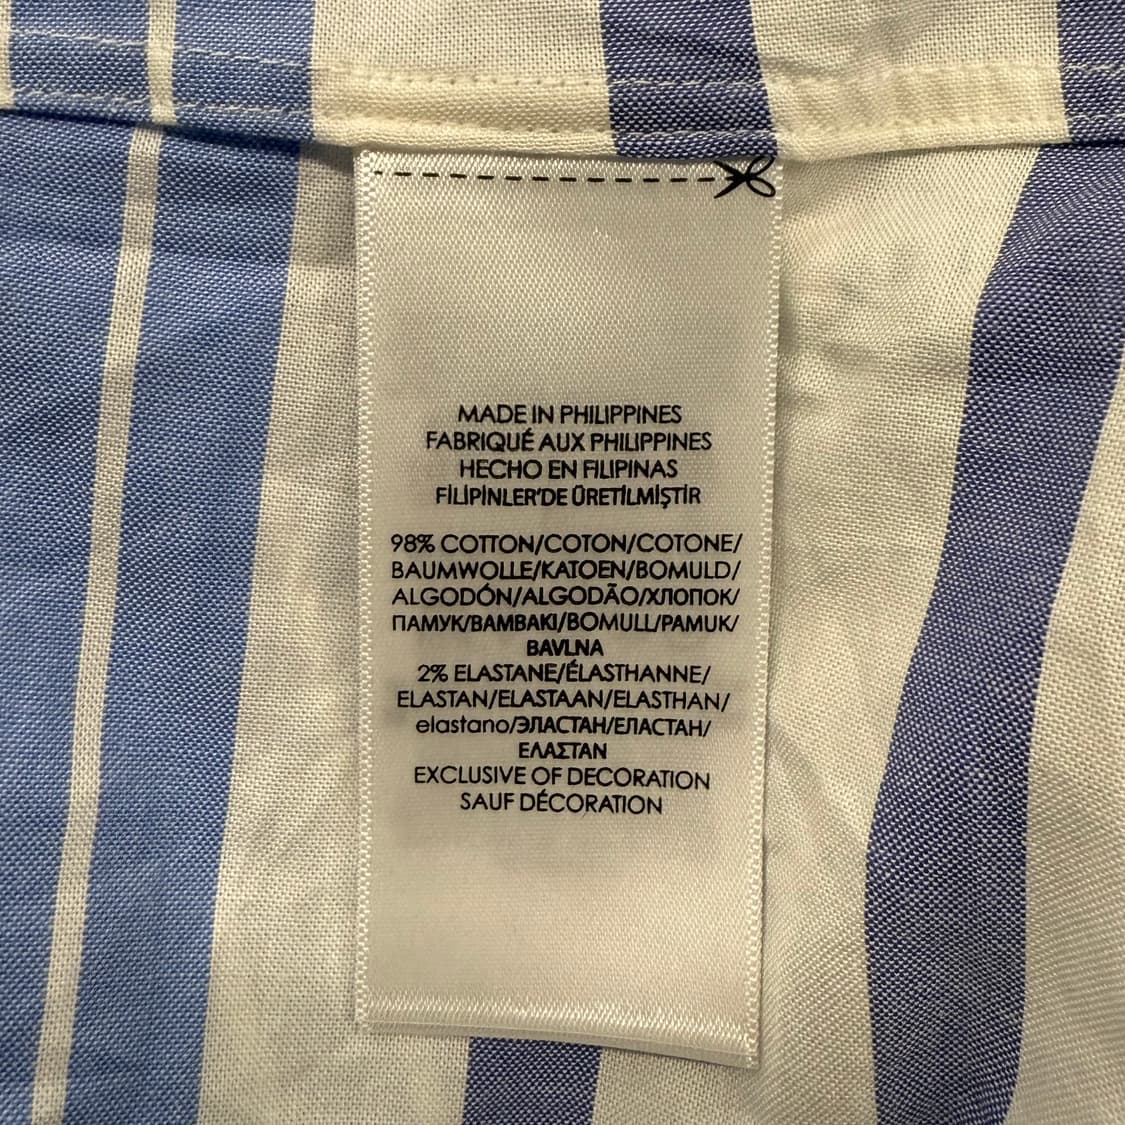 MADE IN PHILIPPINES
FABRIQUÉ AUX PHILIPPINES
HECHO EN FILIPINAS
FİLİPİNLER'DE ÜRETİLMİŞTİR
98% COTTON/COTON/COTONE/
BAUMWOLLE/KATOEN/BOMULD/
ALGODÓN/ALGODÃO/ХЛОПОК/
ПАМУК/ΒΑΜΒΑΚΙ/BOMULL/PAMUK/
BAVLNA
2% ELASTANE/ÉLASTHANNE/
ELASTAN/ELASTAAN/ELASTHAN/
elastano/ЭЛАСТАН/ЕЛАСТАН/
ΕΛΑΣΤΑΝ
EXCLUSIVE OF DECORATION
SAUF DÉCORATION